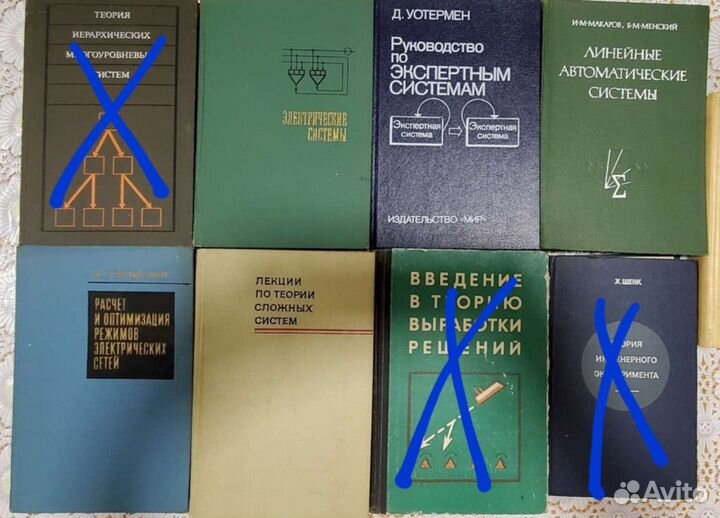 ТЕОРИЯ
ИЕРАРХИЧЕСКИХ
МНОГОУРОВНЕВЫХ
СИСТЕМ
ЭЛЕКТРИЧЕСКИЕ
СИСТЕМЫ
Д. УОТЕРМЕН
РУКОВОДСТВО
ПО
ЭКСПЕРТНЫМ
СИСТЕМАМ
Экспертная
система
Экспертная
система
ИЗДАТЕЛЬСТВО «МИР»
И·М·МАКАРОВ, Б·М·МЕНСКИЙ
ЛИНЕЙНЫЕ
АВТОМАТИЧЕСКИЕ
СИСТЕМЫ
РАСЧЕТ
И ОПТИМИЗАЦИЯ
РЕЖИМОВ
ЭЛЕКТРИЧЕСКИХ
СЕТЕЙ
ЛЕКЦИИ
ПО ТЕОРИИ
СЛОЖНЫХ
СИСТЕМ
ВВЕДЕНИЕ
В ТЕОРИЮ
ВЫРАБОТКИ
РЕШЕНИЙ
Х. ШЕНК
ТЕОРИЯ
ИНЖЕНЕРНОГО
ЭКСПЕРИМЕНТА
Avito